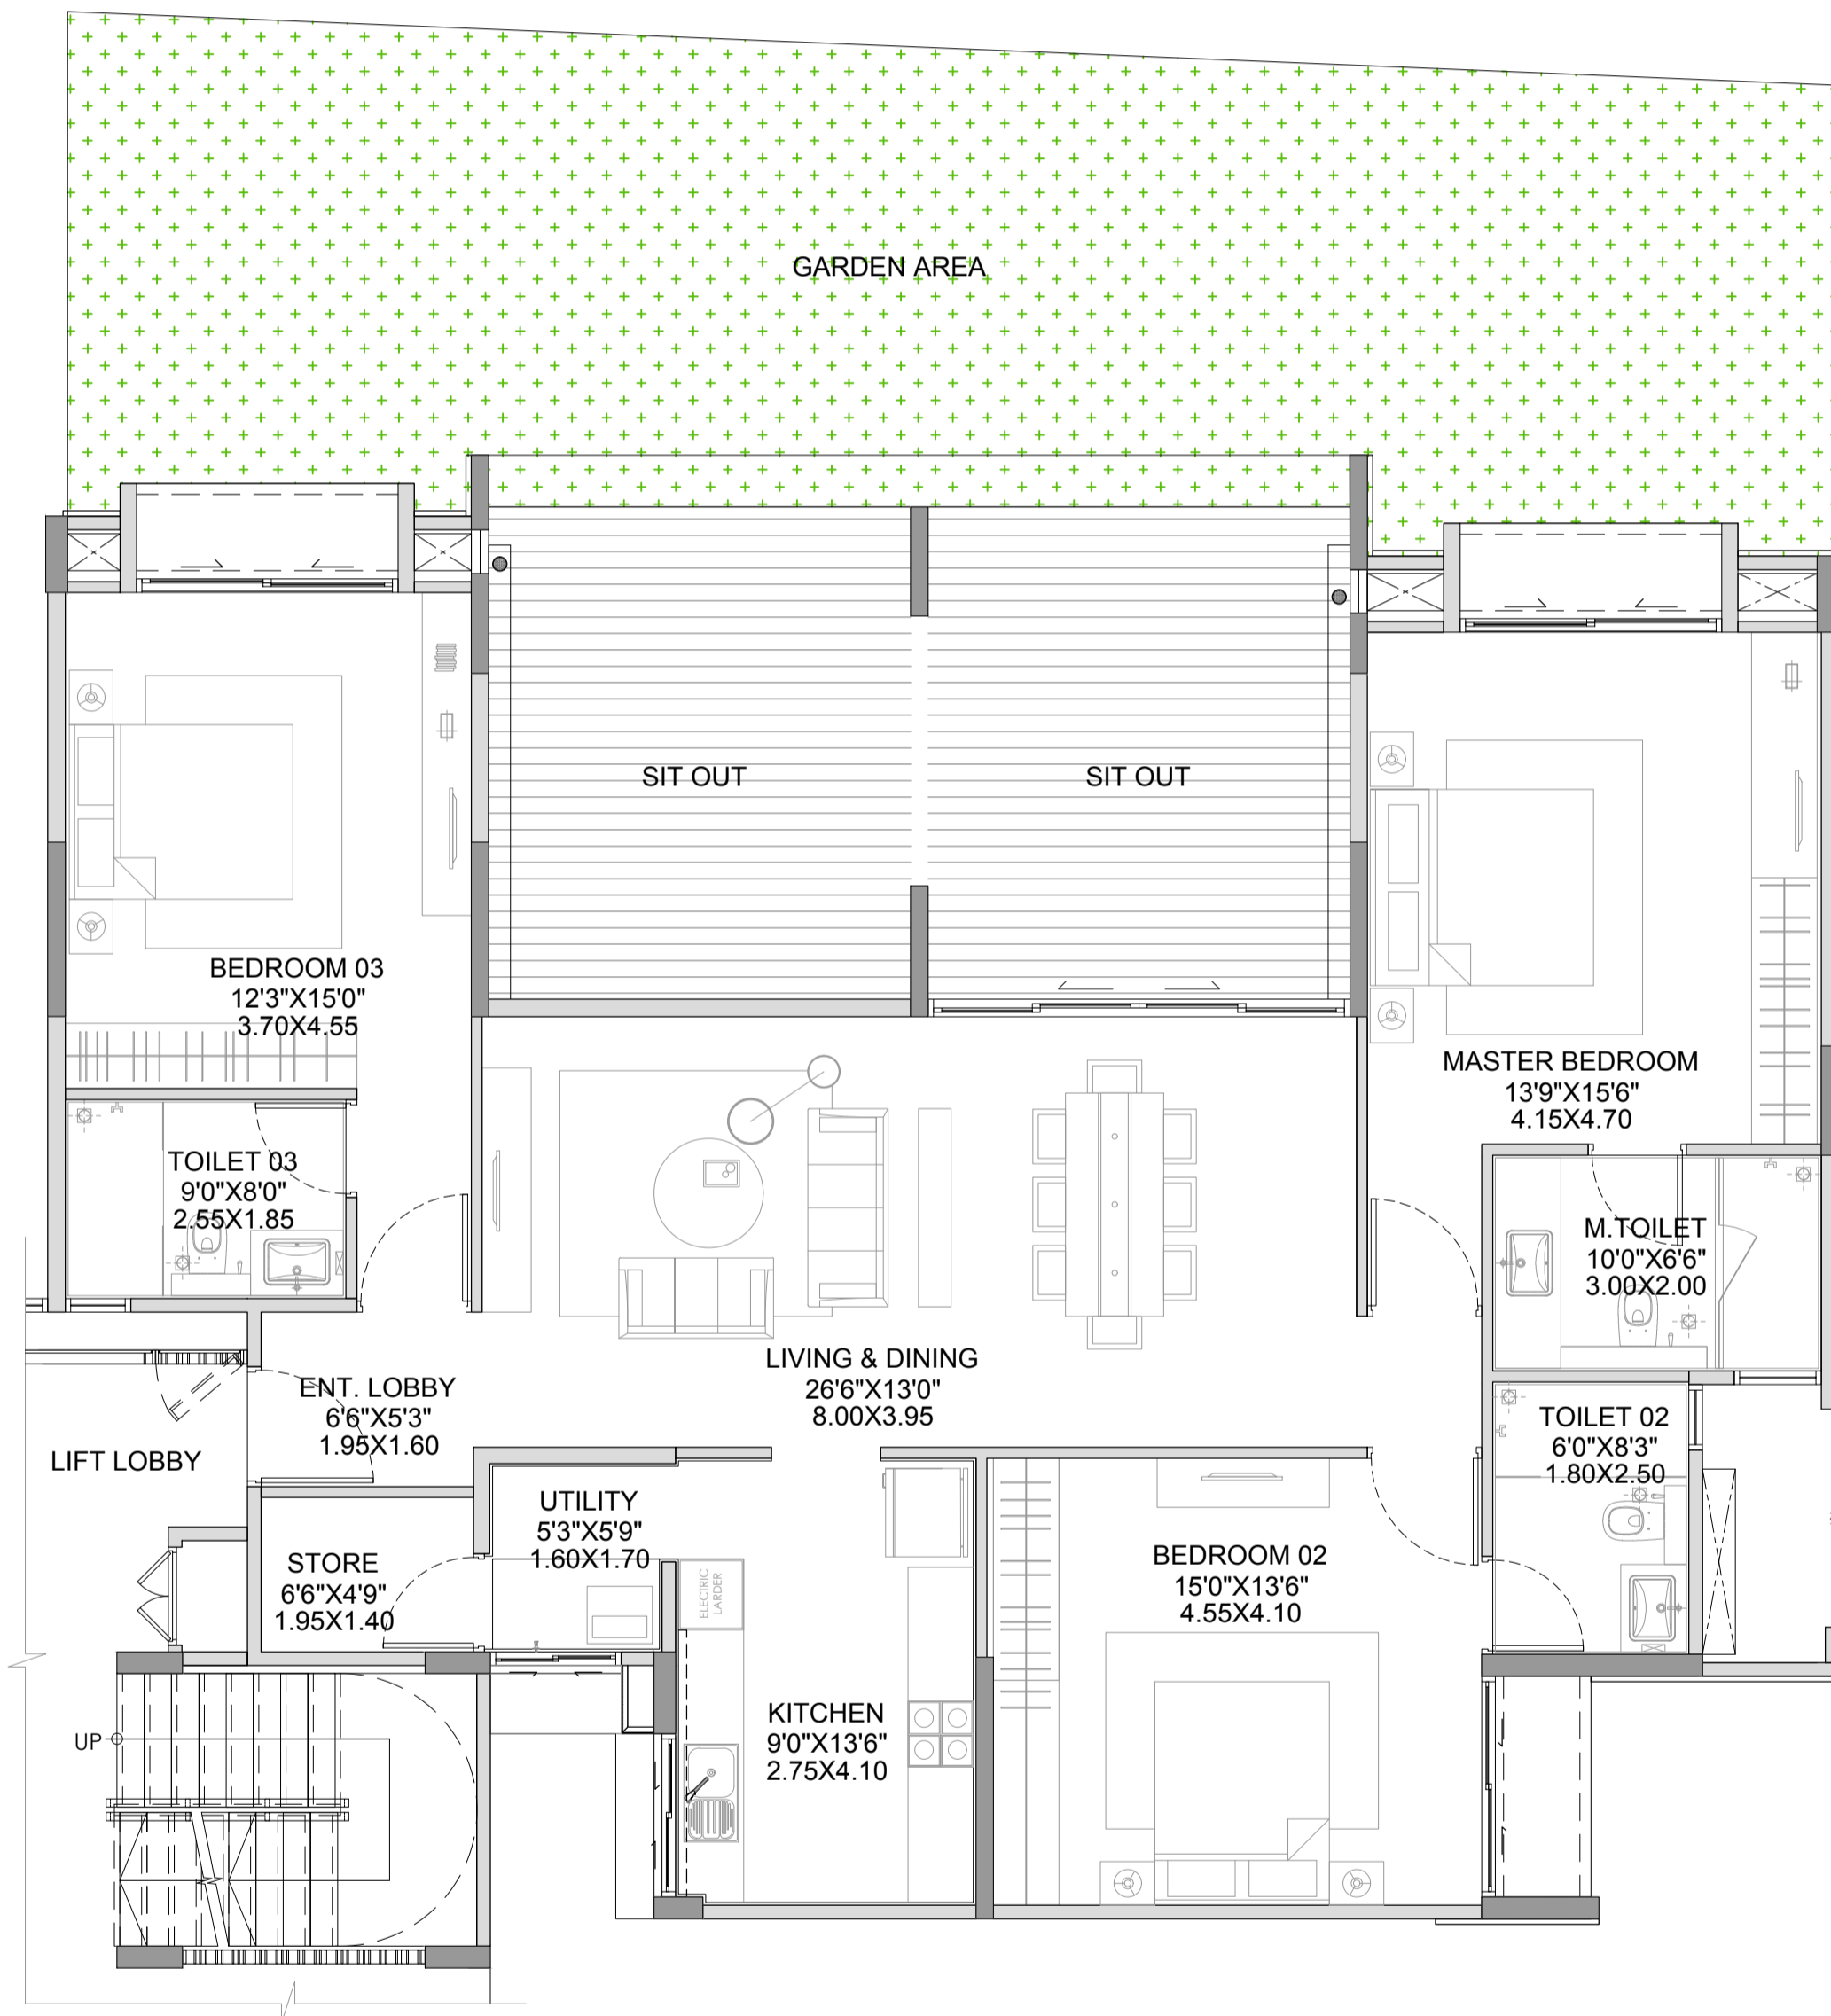 GARDEN AREA
SIT OUT
SIT OUT
BEDROOM 03
12'3"X15'0"
3.70X4.55
MASTER BEDROOM
13'9"X15'6"
4.15X4.70
TOILET 03
9'0"X8'0"
2.55X1.85
M.TOILET
10'0"X6'6"
3.00X2.00
LIVING & DINING
26'6"X13'0"
8.00X3.95
ENT. LOBBY
6'6"X5'3"
1.95X1.60
LIFT LOBBY
TOILET 02
6'0"X8'3"
1.80X2.50
UTILITY
5'3"X5'9"
1.60X1.70
STORE
6'6"X4'9"
1.95X1.40
ELECTRIC
LARDER
BEDROOM 02
15'0"X13'6"
4.55X4.10
KITCHEN
9'0"X13'6"
2.75X4.10
UP